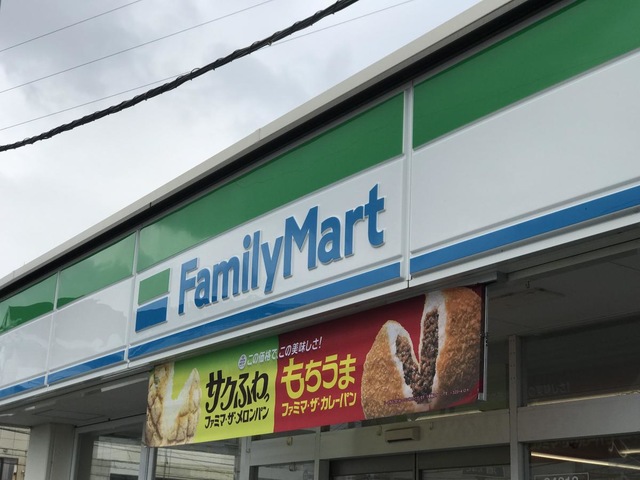 FamilyMart
この価格で、この美味しさ!
サクふわっ
ファミマ・ザ・メロンパン
もちうま
ファミマ・ザ・カレーパン